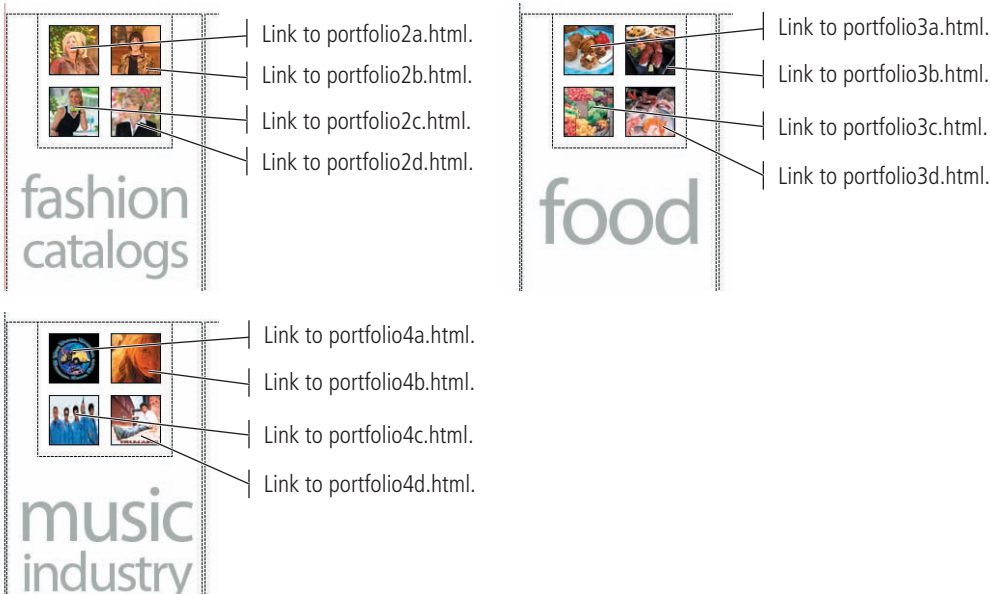 Link to portfolio2a.html.
Link to portfolio2b.html.
Link to portfolio2c.html.
Link to portfolio2d.html.
fashion
catalogs
Link to portfolio3a.html.
Link to portfolio3b.html.
Link to portfolio3c.html.
Link to portfolio3d.html.
food
Link to portfolio4a.html.
Link to portfolio4b.html.
Link to portfolio4c.html.
Link to portfolio4d.html.
music
industry